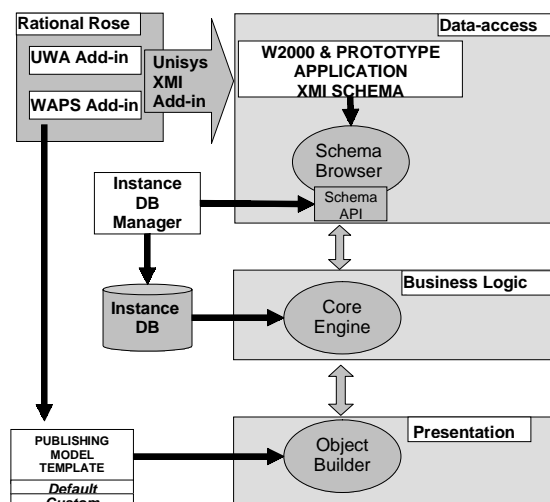 Rational Rose
UWA Add-in
WAPS Add-in
Unisys
XMI
Add-in
Data-access
W2000 & PROTOTYPE
APPLICATION
XMI SCHEMA
Schema
Browser
Schema
API
Instance
DB
Manager
Instance
DB
Business Logic
Core
Engine
Presentation
Object
Builder
PUBLISHING
MODEL
TEMPLATE
Default
Custom